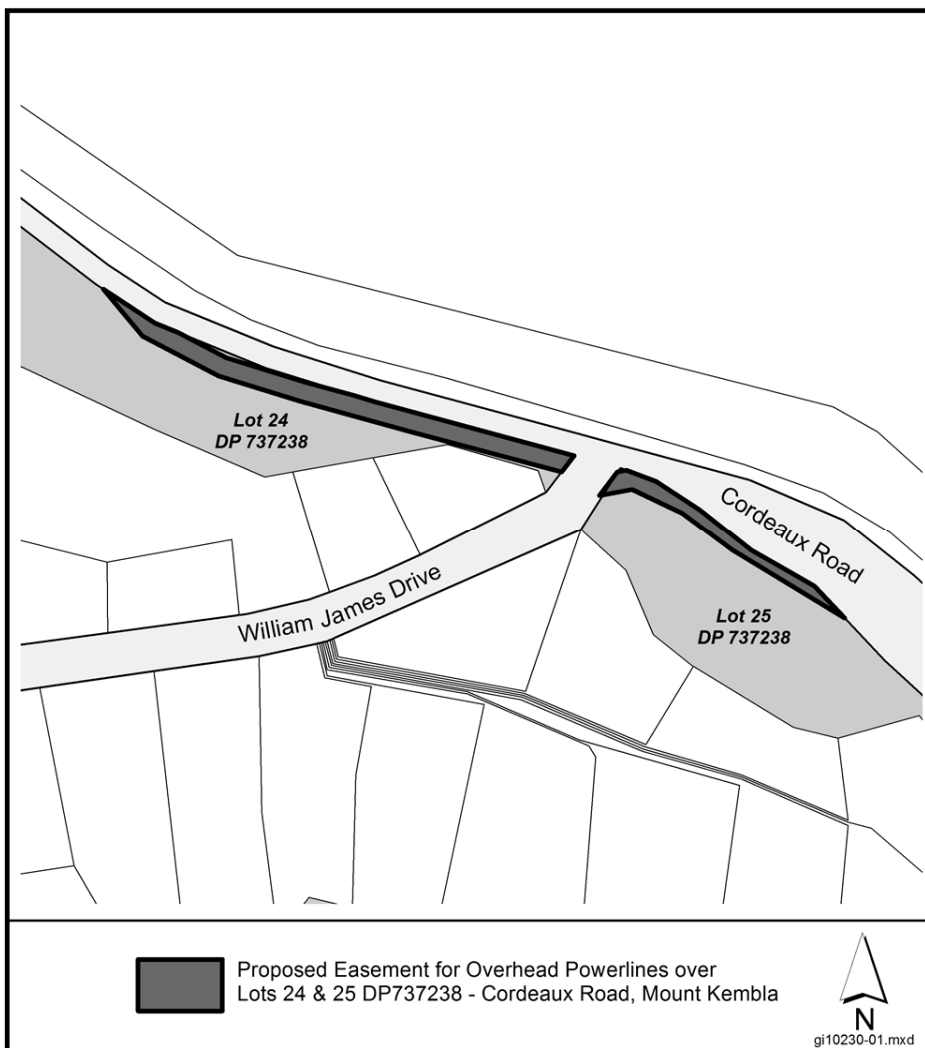 Lot 24
DP 737238
Cordeaux Road
William James Drive
Lot 25
DP 737238
Proposed Easement for Overhead Powerlines over
Lots 24 & 25 DP737238 - Cordeaux Road, Mount Kembla
N
gi10230-01.mxd